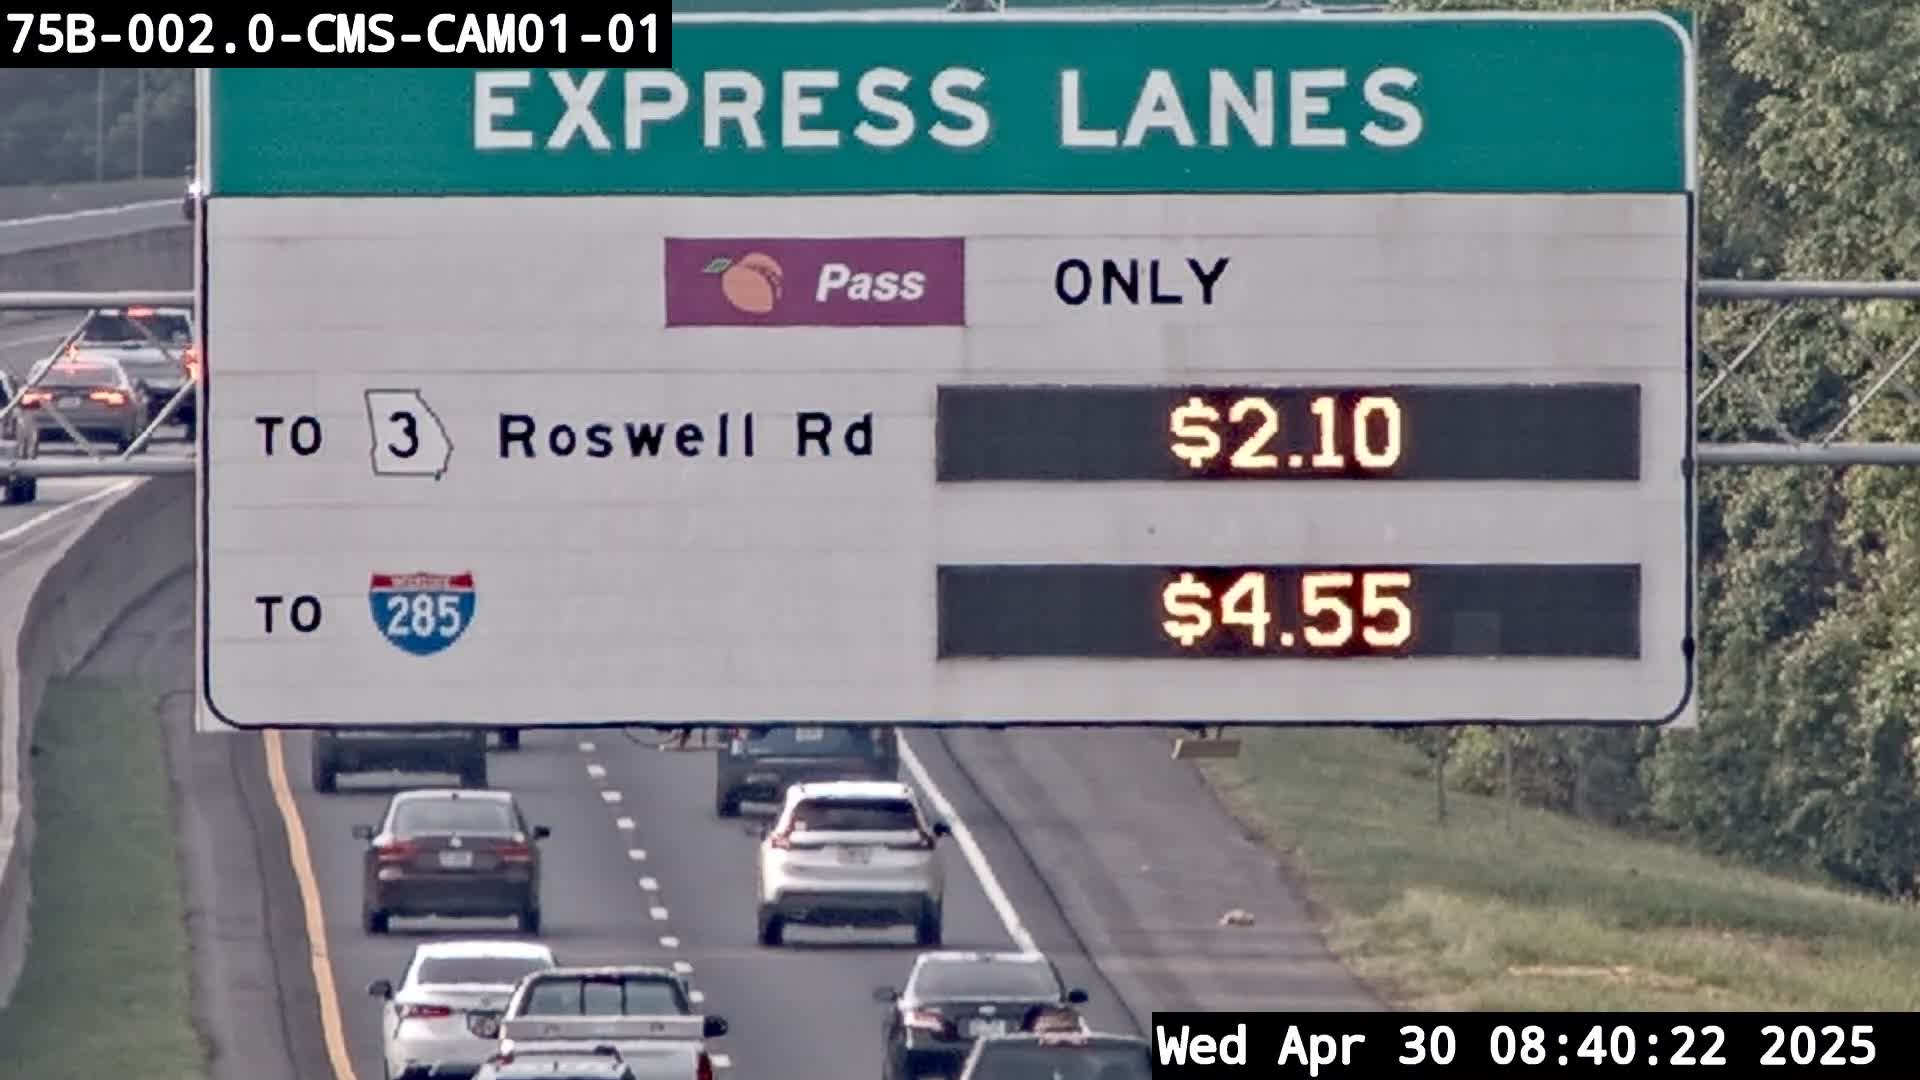 75B-002.0-CMS-CAM01-01
EXPRESS LANES
Pass ONLY
TO 3 Roswell Rd $2.10
INTERSTATE
TO 285 $4.55
Wed Apr 30 08:40:22 2025